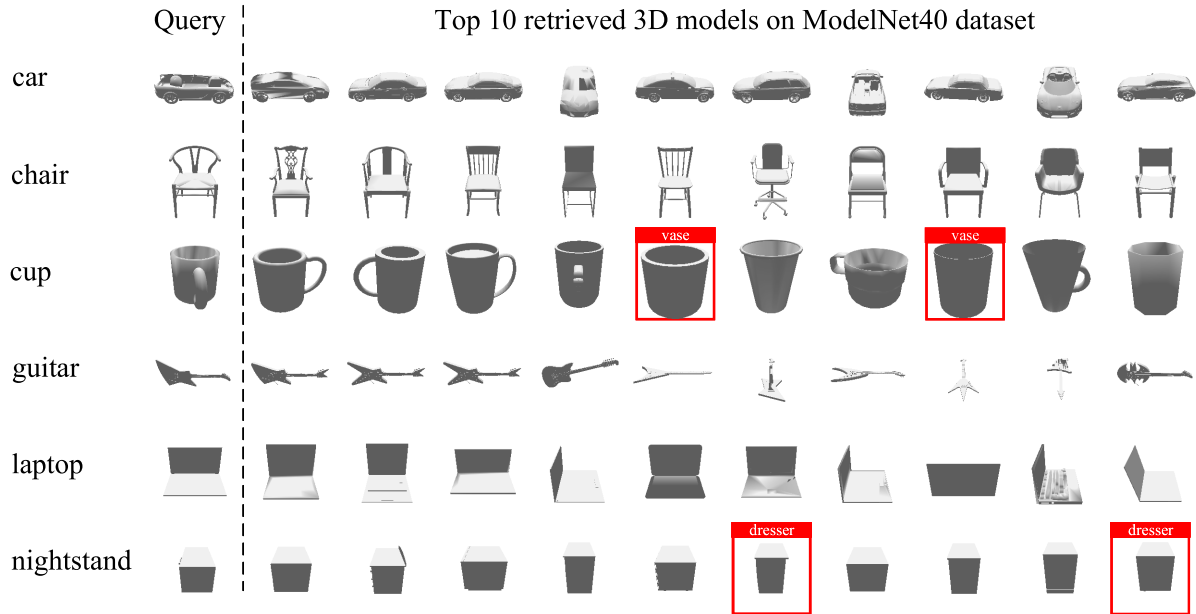 Query
Top 10 retrieved 3D models on ModelNet40 dataset
car
chair
cup
vase
vase
guitar
laptop
nightstand
dresser
dresser